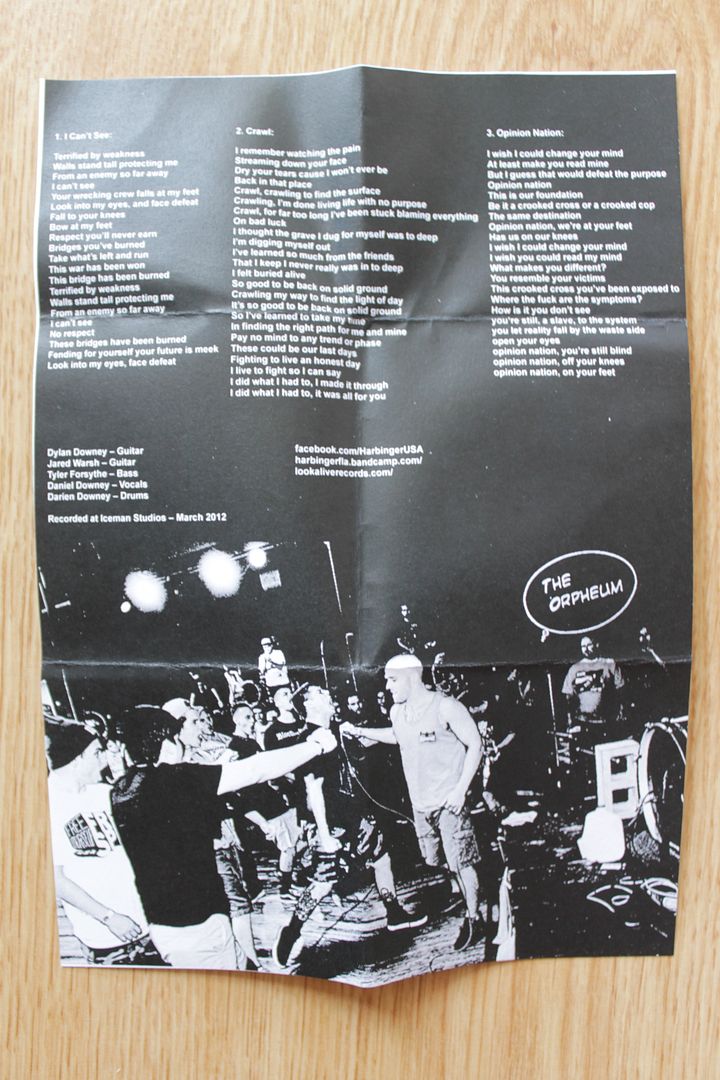 1. I Can't See:
Terrified by weakness
Walls stand tall protecting me
From an enemy so far away
I can't see
Your wrecking crew falls at my feet
Look into my eyes, and face defeat
Fall to your knees
Bow at my feet
Respect you'll never earn
Bridges you've burned
Take what's left and run
This war has been won
This bridge has been burned
Terrified by weakness
Walls stand tall protecting me
From an enemy so far away
I can't see
No respect
These bridges have been burned
Fending for yourself your future is meek
Look into my eyes, face defeat
2. Crawl:
I remember watching the pain
Streaming down your face
Dry your tears cause I won't ever be
Back in that place
Crawl, crawling to find the surface
Crawling, I'm done living life with no purpose
Crawl, for far too long I've been stuck blaming everything
On bad luck
I thought the grave I dug for myself was to deep
I'm digging myself out
I've learned so much from the friends
That I keep I never really was in to deep
I felt buried alive
So good to be back on solid ground
Crawling my way to find the light of day
It's so good to be back on solid ground
So I've learned to take my time
In finding the right path for me and mine
Pay no mind to any trend or phase
These could be our last days
Fighting to live an honest day
I live to fight so I can say
I did what I had to, I made it through
I did what I had to, it was all for you
3. Opinion Nation:
I wish I could change your mind
At least make you read mine
But I guess that would defeat the purpose
Opinion nation
This is our foundation
Be it a crooked cross or a crooked cop
The same destination
Opinion nation, we're at your feet
Has us on our knees
I wish I could change your mind
I wish you could read my mind
What makes you different?
You resemble your victims
This crooked cross you've been exposed to
Where the fuck are the symptoms?
How is it you don't see
you're still, a slave, to the system
you let reality fall by the waste side
open your eyes
opinion nation, you're still blind
opinion nation, off your knees
opinion nation, on your feet
Dylan Downey – Guitar
Jared Warsh – Guitar
Tyler Forsythe – Bass
Daniel Downey – Vocals
Darien Downey – Drums
Recorded at Iceman Studios – March 2012
facebook.com/HarbingerUSA
harbingerfla.bandcamp.com/
lookaliverecords.com/
THE
ORPHEUM
FREE